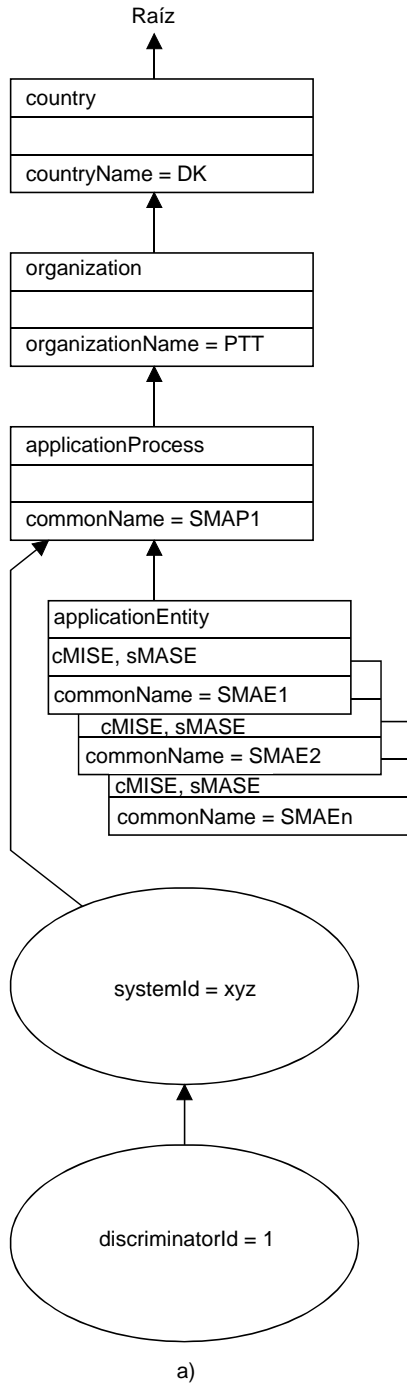 Raíz
country
countryName = DK
organization
organizationName = PTT
applicationProcess
commonName = SMAP1
applicationEntity
cMISE, sMASE
commonName = SMAE1
cMISE, sMASE
commonName = SMAE2
cMISE, sMASE
commonName = SMAEn
systemId = xyz
discriminatorId = 1
a)